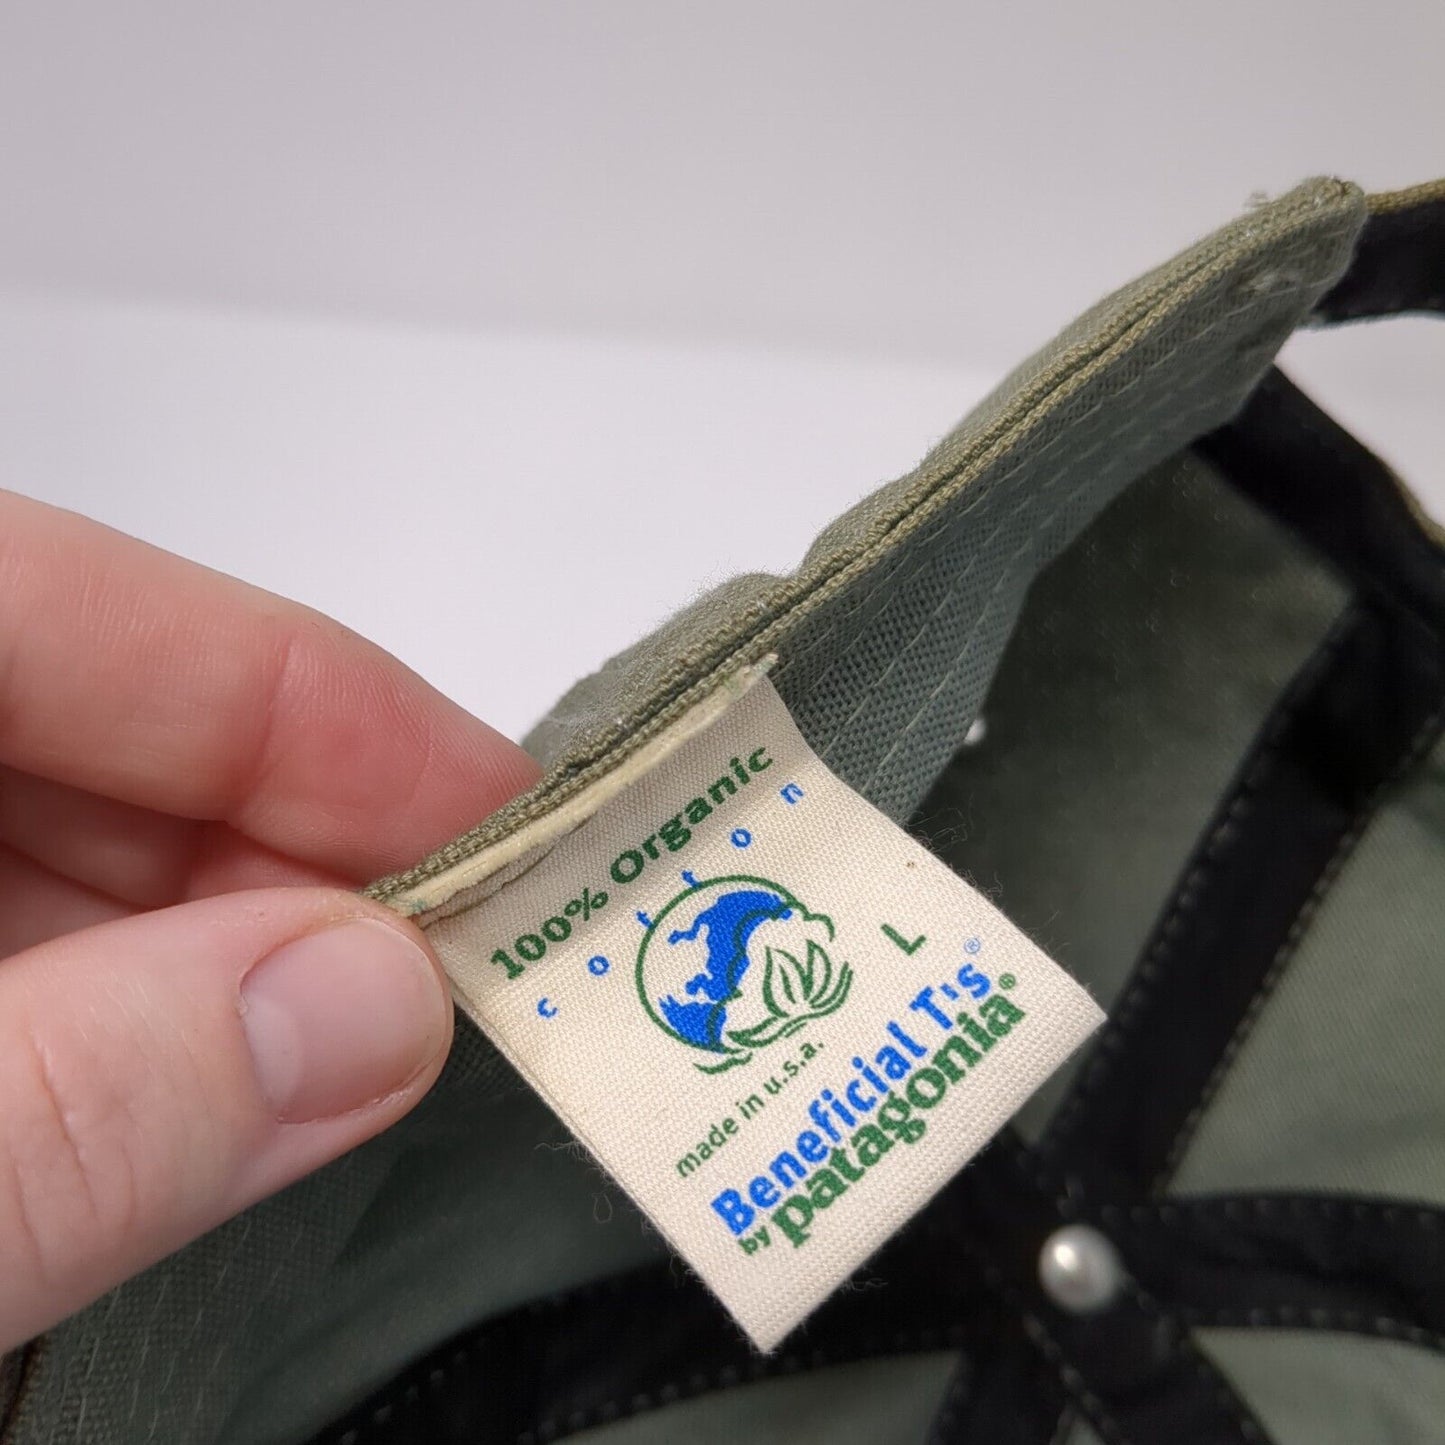 100% Organic
cotton
L
made in u.s.a.
Beneficial T's®
by patagonia®